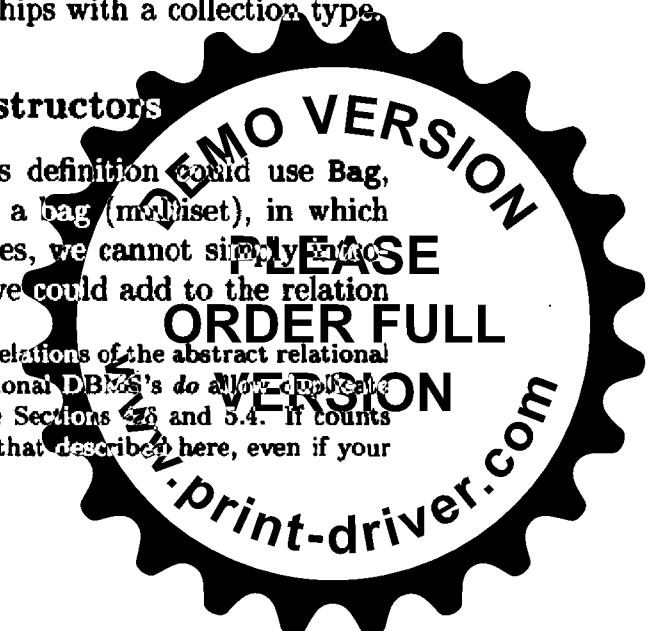 hips with a collection type.
structors
s definition could use Bag,
a bag (multiset), in which
es, we cannot simply intro-
we could add to the relation
elations of the abstract relational
onal DBMS's do allow duplicate
Sections and 5.4. If counts
that described here, even if your
DEMO VERSION
PLEASE
ORDER FULL
VERSION
www.print-driver.com